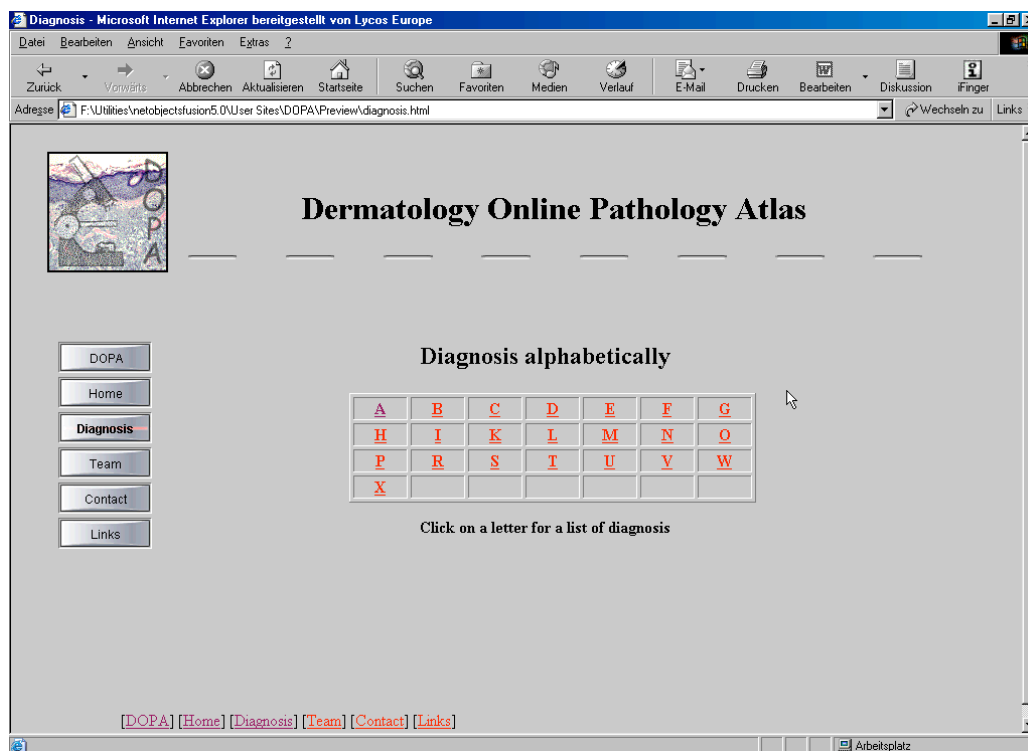 Diagnosis - Microsoft Internet Explorer bereitgestellt von Lycos Europe
Datei Bearbeiten Ansicht Favoriten Extras ?
Zurück Vorwärts Abbrechen Aktualisieren Startseite Suchen Favoriten Medien Verlauf E-Mail Drucken Bearbeiten Diskussion iFinger
Adresse F:\Utilities\netobjectsfusion5.0\User Sites\DOPA\Preview\diagnosis.html Wechseln zu Links
DOPA
Dermatology Online Pathology Atlas
DOPA
Home
Diagnosis
Team
Contact
Links
Diagnosis alphabetically
A B C D E F G
H I K L M N O
P R S T U V W
X
Click on a letter for a list of diagnosis
[DOPA] [Home] [Diagnosis] [Team] [Contact] [Links]
Arbeitsplatz